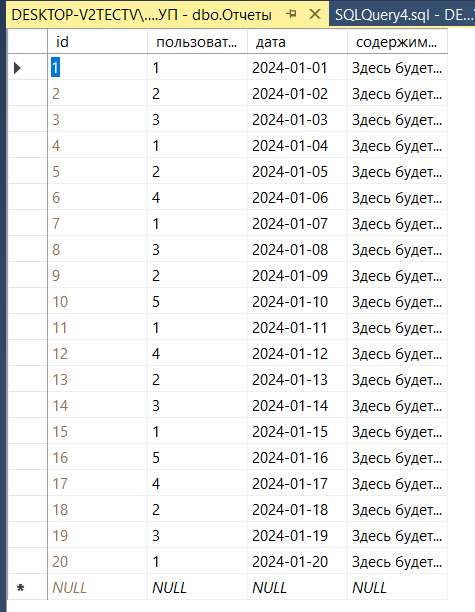 DESKTOP-V2TECTV\....УП - dbo.Отчеты SQLQuery4.sql - DE...
id пользоват... дата содержим...
1 1 2024-01-01 Здесь будет...
2 2 2024-01-02 Здесь будет...
3 3 2024-01-03 Здесь будет...
4 1 2024-01-04 Здесь будет...
5 2 2024-01-05 Здесь будет...
6 4 2024-01-06 Здесь будет...
7 1 2024-01-07 Здесь будет...
8 3 2024-01-08 Здесь будет...
9 2 2024-01-09 Здесь будет...
10 5 2024-01-10 Здесь будет...
11 1 2024-01-11 Здесь будет...
12 4 2024-01-12 Здесь будет...
13 2 2024-01-13 Здесь будет...
14 3 2024-01-14 Здесь будет...
15 1 2024-01-15 Здесь будет...
16 5 2024-01-16 Здесь будет...
17 4 2024-01-17 Здесь будет...
18 2 2024-01-18 Здесь будет...
19 3 2024-01-19 Здесь будет...
20 1 2024-01-20 Здесь будет...
NULL NULL NULL NULL